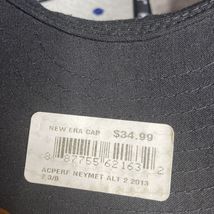 NEW ERA CAP $34.99
8 87755 62163 2
ACPERF NEYMET ALT 2 2013
7 3/8